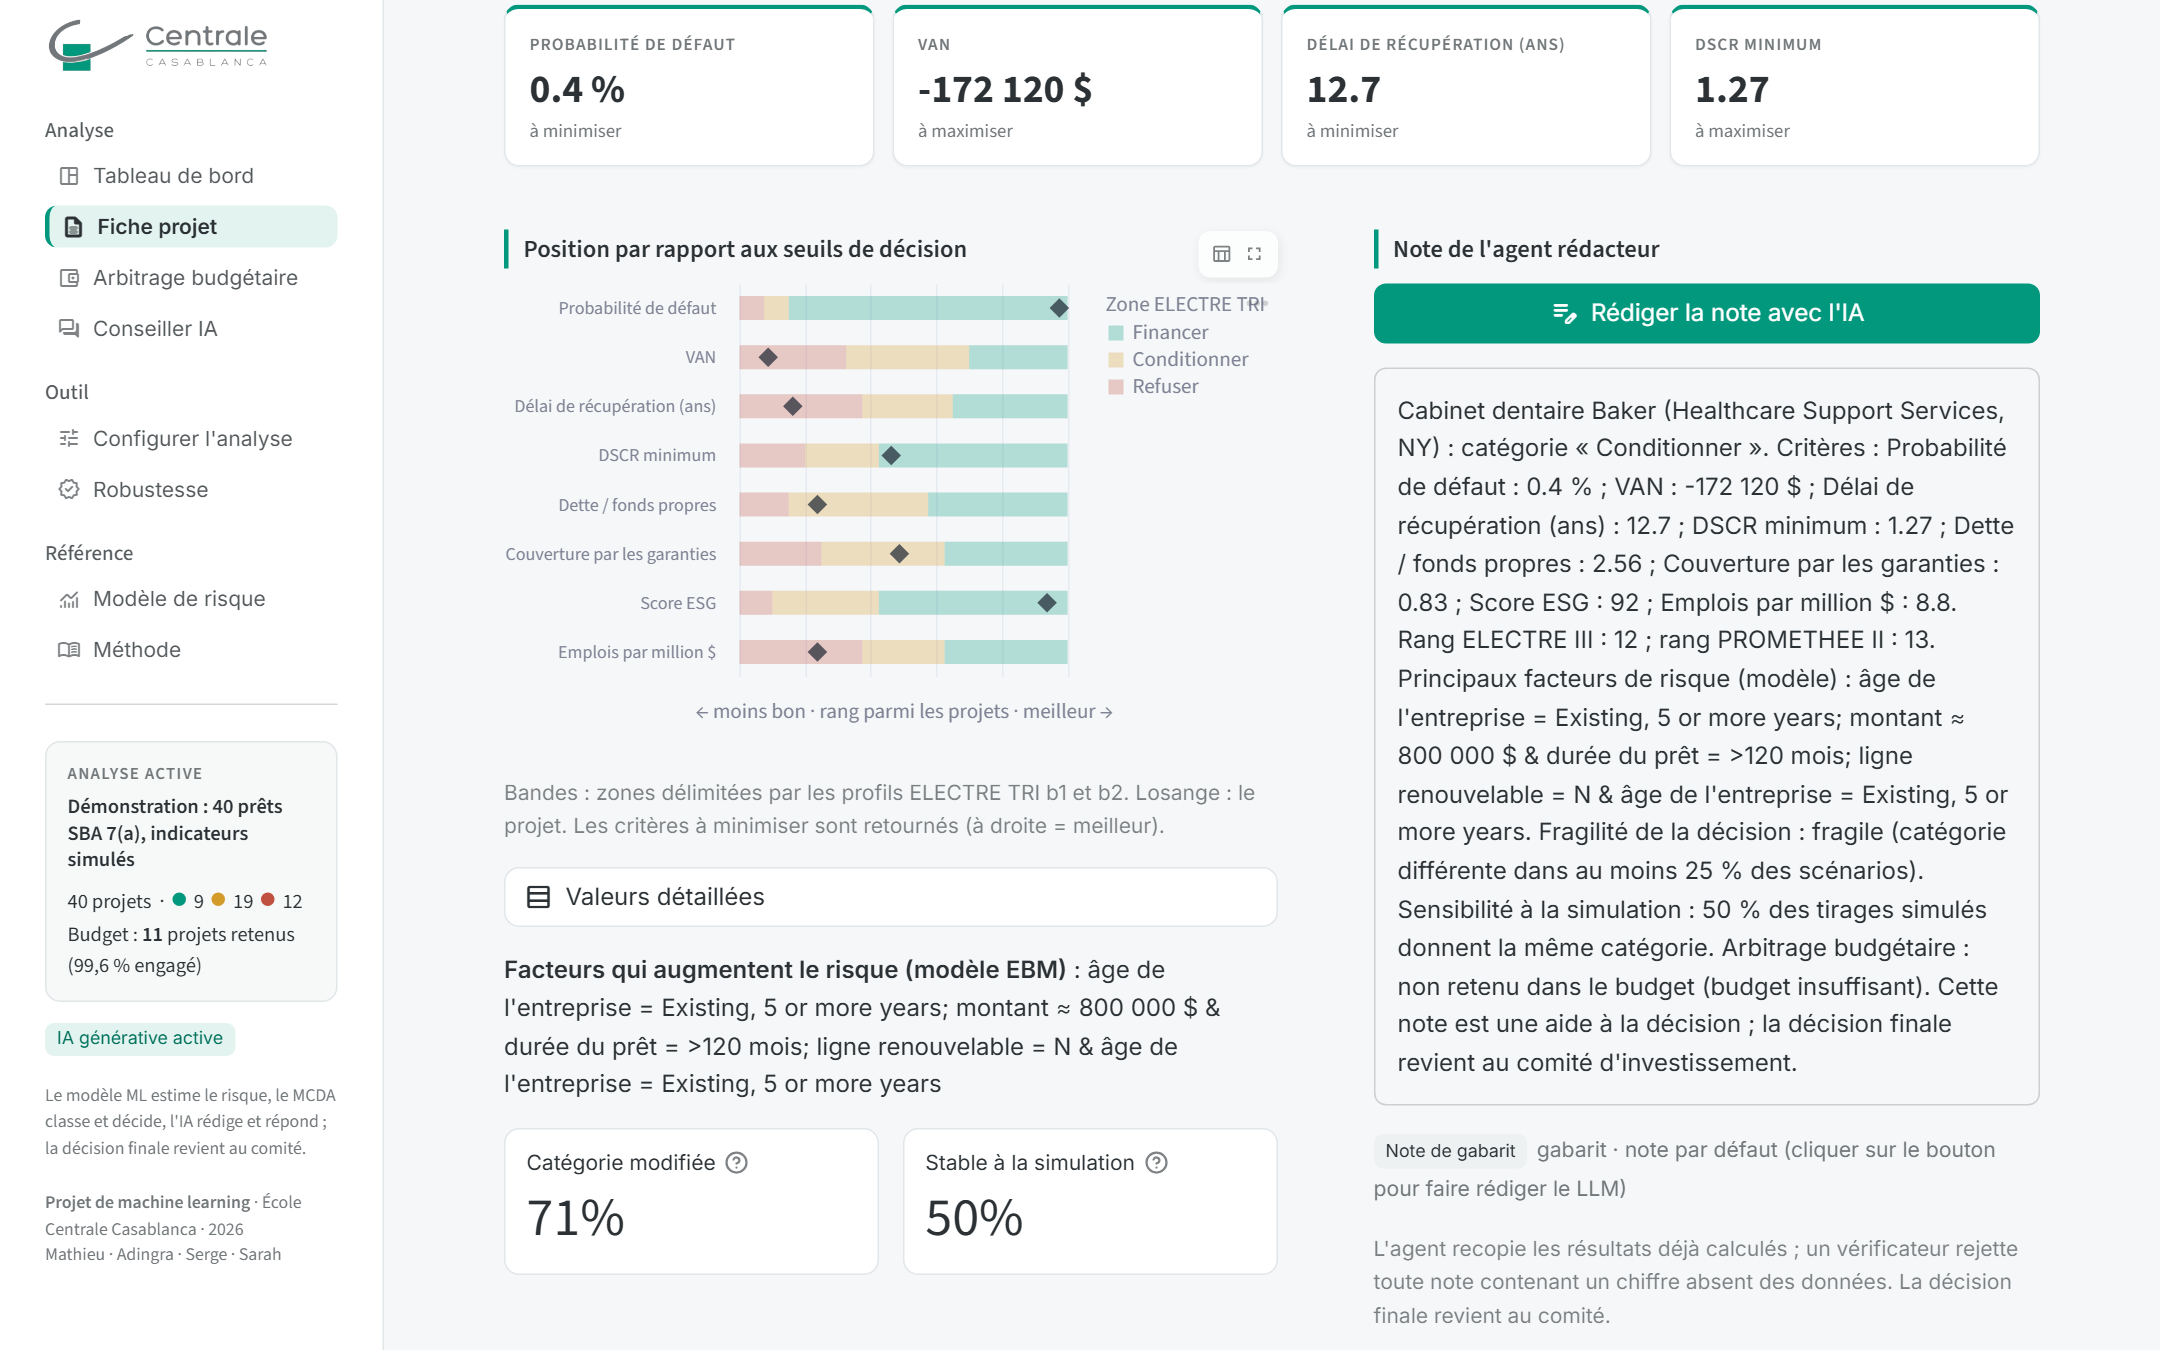 Centrale
CASABLANCA
Analyse
Tableau de bord
Fiche projet
Arbitrage budgétaire
Conseiller IA
Outil
Configurer l'analyse
Robustesse
Référence
Modèle de risque
Méthode
ANALYSE ACTIVE
Démonstration : 40 prêts
SBA 7(a), indicateurs
simulés
40 projets · 9 19 12
Budget : 11 projets retenus
(99,6 % engagé)
IA générative active
Le modèle ML estime le risque, le MCDA
classe et décide, l'IA rédige et répond ;
la décision finale revient au comité.
Projet de machine learning · École
Centrale Casablanca · 2026
Mathieu · Adingra · Serge · Sarah
PROBABILITÉ DE DÉFAUT
0.4 %
à minimiser
VAN
-172 120 $
à maximiser
DÉLAI DE RÉCUPÉRATION (ANS)
12.7
à minimiser
DSCR MINIMUM
1.27
à maximiser
Position par rapport aux seuils de décision
Probabilité de défaut
VAN
Délai de récupération (ans)
DSCR minimum
Dette / fonds propres
Couverture par les garanties
Score ESG
Emplois par million $
Zone ELECTRE TRI
Financer
Conditionner
Refuser
← moins bon · rang parmi les projets · meilleur →
Bandes : zones délimitées par les profils ELECTRE TRI b1 et b2. Losange : le
projet. Les critères à minimiser sont retournés (à droite = meilleur).
Valeurs détaillées
Facteurs qui augmentent le risque (modèle EBM) : âge de
l'entreprise = Existing, 5 or more years; montant ≈ 800 000 $ &
durée du prêt = >120 mois; ligne renouvelable = N & âge de
l'entreprise = Existing, 5 or more years
Catégorie modifiée
71%
Stable à la simulation
50%
Note de l'agent rédacteur
Rédiger la note avec l'IA
Cabinet dentaire Baker (Healthcare Support Services,
NY) : catégorie « Conditionner ». Critères : Probabilité
de défaut : 0.4 % ; VAN : -172 120 $ ; Délai de
récupération (ans) : 12.7 ; DSCR minimum : 1.27 ; Dette
/ fonds propres : 2.56 ; Couverture par les garanties :
0.83 ; Score ESG : 92 ; Emplois par million $ : 8.8.
Rang ELECTRE III : 12 ; rang PROMETHEE II : 13.
Principaux facteurs de risque (modèle) : âge de
l'entreprise = Existing, 5 or more years; montant ≈
800 000 $ & durée du prêt = >120 mois; ligne
renouvelable = N & âge de l'entreprise = Existing, 5 or
more years. Fragilité de la décision : fragile (catégorie
différente dans au moins 25 % des scénarios).
Sensibilité à la simulation : 50 % des tirages simulés
donnent la même catégorie. Arbitrage budgétaire :
non retenu dans le budget (budget insuffisant). Cette
note est une aide à la décision ; la décision finale
revient au comité d'investissement.
Note de gabarit gabarit · note par défaut (cliquer sur le bouton
pour faire rédiger le LLM)
L'agent recopie les résultats déjà calculés ; un vérificateur rejette
toute note contenant un chiffre absent des données. La décision
finale revient au comité.